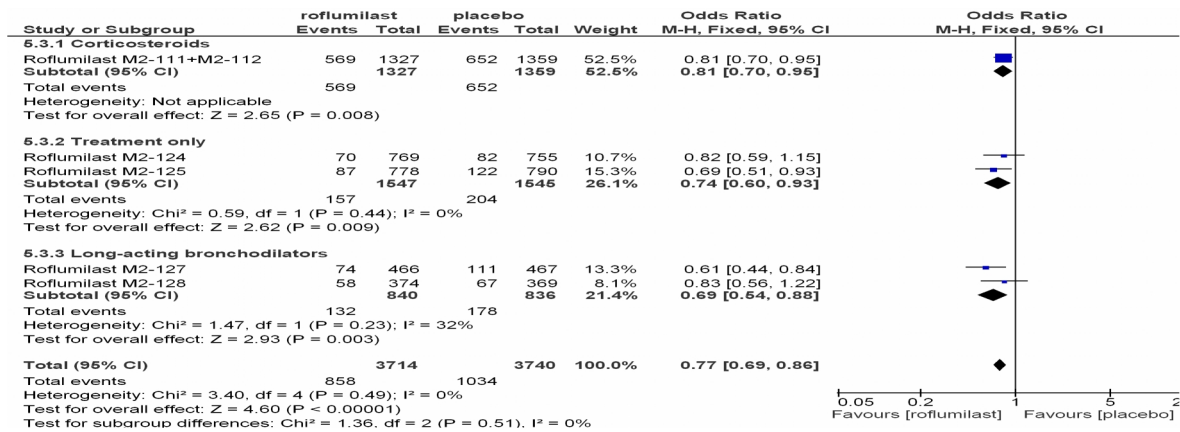 roflumilast placebo Odds Ratio Odds Ratio
Study or Subgroup Events Total Events Total Weight M-H, Fixed, 95% CI M-H, Fixed, 95% CI
5.3.1 Corticosteroids
Roflumilast M2-111+M2-112 569 1327 652 1359 52.5% 0.81 [0.70, 0.95]
Subtotal (95% CI) 1327 1359 52.5% 0.81 [0.70, 0.95]
Total events 569 652
Heterogeneity: Not applicable
Test for overall effect: Z = 2.65 (P = 0.008)
5.3.2 Treatment only
Roflumilast M2-124 70 769 82 755 10.7% 0.82 [0.59, 1.15]
Roflumilast M2-125 87 778 122 790 15.3% 0.69 [0.51, 0.93]
Subtotal (95% CI) 1547 1545 26.1% 0.74 [0.60, 0.93]
Total events 157 204
Heterogeneity: Chi² = 0.59, df = 1 (P = 0.44); I² = 0%
Test for overall effect: Z = 2.62 (P = 0.009)
5.3.3 Long-acting bronchodilators
Roflumilast M2-127 74 466 111 467 13.3% 0.61 [0.44, 0.84]
Roflumilast M2-128 58 374 67 369 8.1% 0.83 [0.56, 1.22]
Subtotal (95% CI) 840 836 21.4% 0.69 [0.54, 0.88]
Total events 132 178
Heterogeneity: Chi² = 1.47, df = 1 (P = 0.23); I² = 32%
Test for overall effect: Z = 2.93 (P = 0.003)
Total (95% CI) 3714 3740 100.0% 0.77 [0.69, 0.86]
Total events 858 1034
Heterogeneity: Chi² = 3.40, df = 4 (P = 0.49); I² = 0%
Test for overall effect: Z = 4.60 (P < 0.00001)
Test for subgroup differences: Chi² = 1.36, df = 2 (P = 0.51), I² = 0%
0.05 0.2 1 5 2
Favours [roflumilast] Favours [placebo]